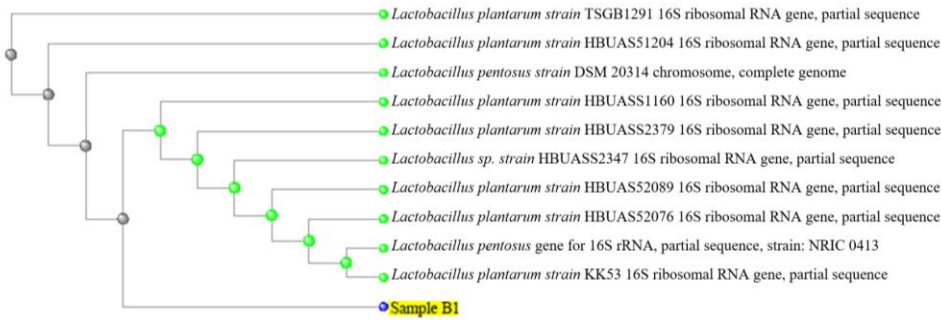 Lactobacillus plantarum strain TSGB1291 16S ribosomal RNA gene, partial sequence
Lactobacillus plantarum strain HBUAS51204 16S ribosomal RNA gene, partial sequence
Lactobacillus pentosus strain DSM 20314 chromosome, complete genome
Lactobacillus plantarum strain HBUASS1160 16S ribosomal RNA gene, partial sequence
Lactobacillus plantarum strain HBUASS2379 16S ribosomal RNA gene, partial sequence
Lactobacillus sp. strain HBUASS2347 16S ribosomal RNA gene, partial sequence
Lactobacillus plantarum strain HBUAS52089 16S ribosomal RNA gene, partial sequence
Lactobacillus plantarum strain HBUAS52076 16S ribosomal RNA gene, partial sequence
Lactobacillus pentosus gene for 16S rRNA, partial sequence, strain: NRIC 0413
Lactobacillus plantarum strain KK53 16S ribosomal RNA gene, partial sequence
Sample B1